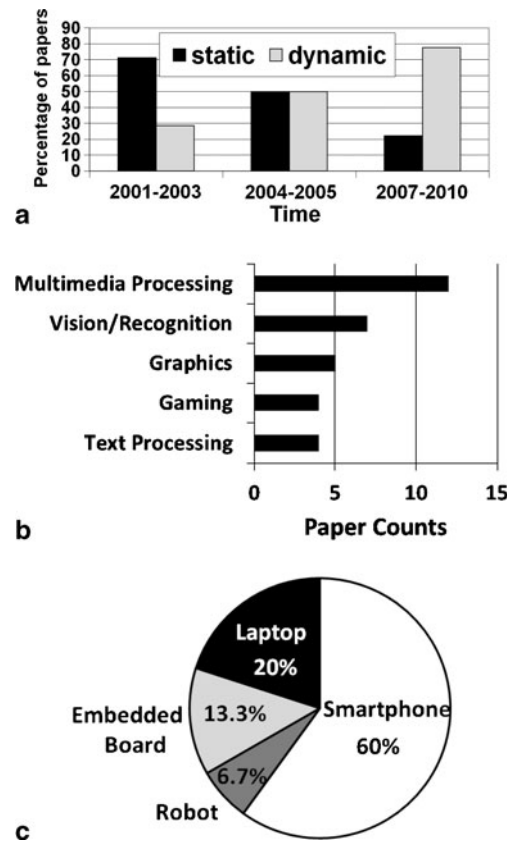 Percentage of papers
90
80
70
60
50
40
30
20
10
0
static dynamic
2001-2003 2004-2005 2007-2010
Time
a
Multimedia Processing
Vision/Recognition
Graphics
Gaming
Text Processing
0 5 10 15
Paper Counts
b
Laptop
20%
Smartphone
60%
Embedded
Board
13.3%
Robot
6.7%
c